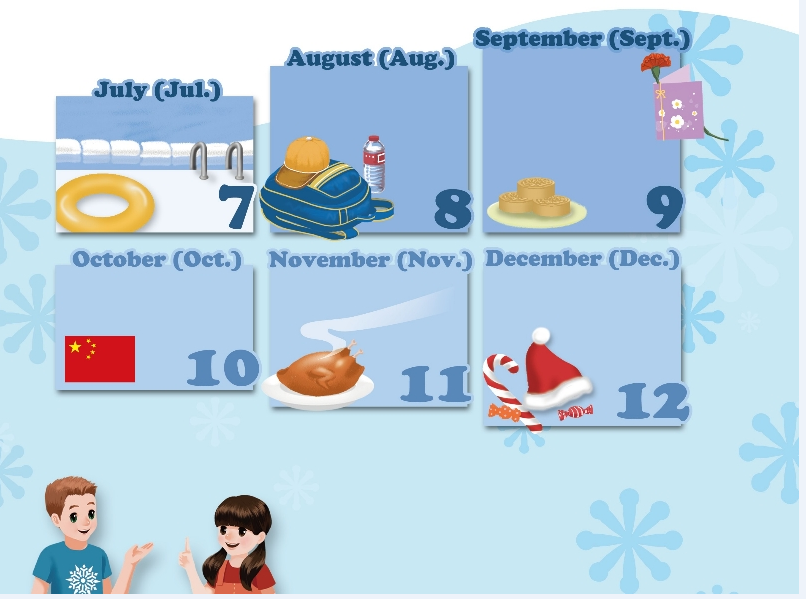 July (Jul.)
7
August (Aug.)
8
September (Sept.)
9
October (Oct.)
10
November (Nov.)
11
December (Dec.)
12